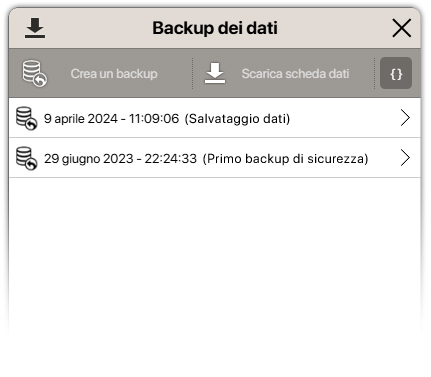 Backup dei dati
Crea un backup
Scarica scheda dati
{}
9 aprile 2024 - 11:09:06 (Salvataggio dati)
29 giugno 2023 - 22:24:33 (Primo backup di sicurezza)